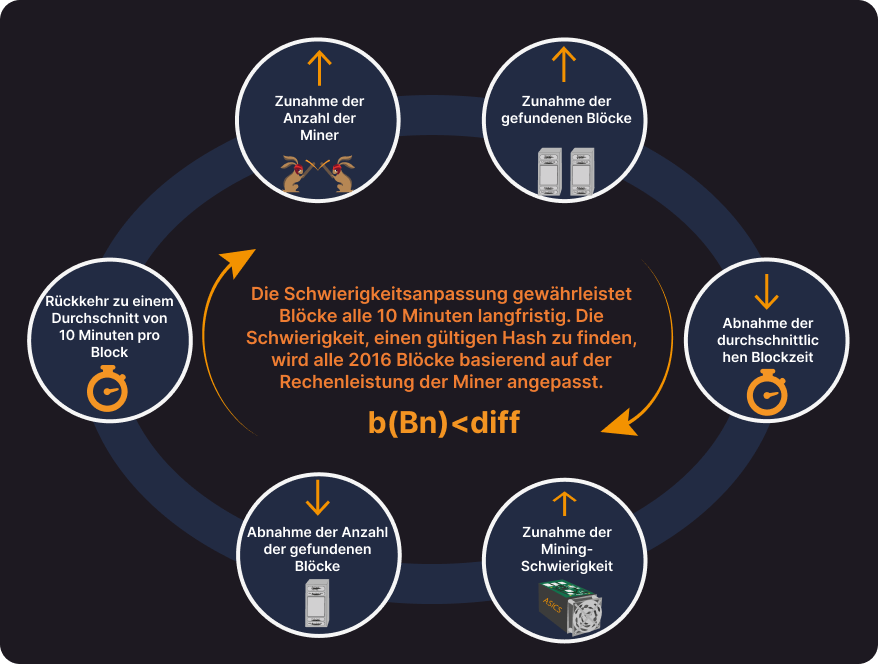 Zunahme der
Anzahl der
Miner
Zunahme der
gefundenen Blöcke
Rückkehr zu einem
Durchschnitt von
10 Minuten pro
Block
Die Schwierigkeitsanpassung gewährleistet
Blöcke alle 10 Minuten langfristig. Die
Schwierigkeit, einen gültigen Hash zu finden,
wird alle 2016 Blöcke basierend auf der
Rechenleistung der Miner angepasst.
b(Bn)<diff
Abnahme der
durchschnittlic
hen Blockzeit
Abnahme der Anzahl
der gefundenen
Blöcke
Zunahme der
Mining-
Schwierigkeit
ASICS